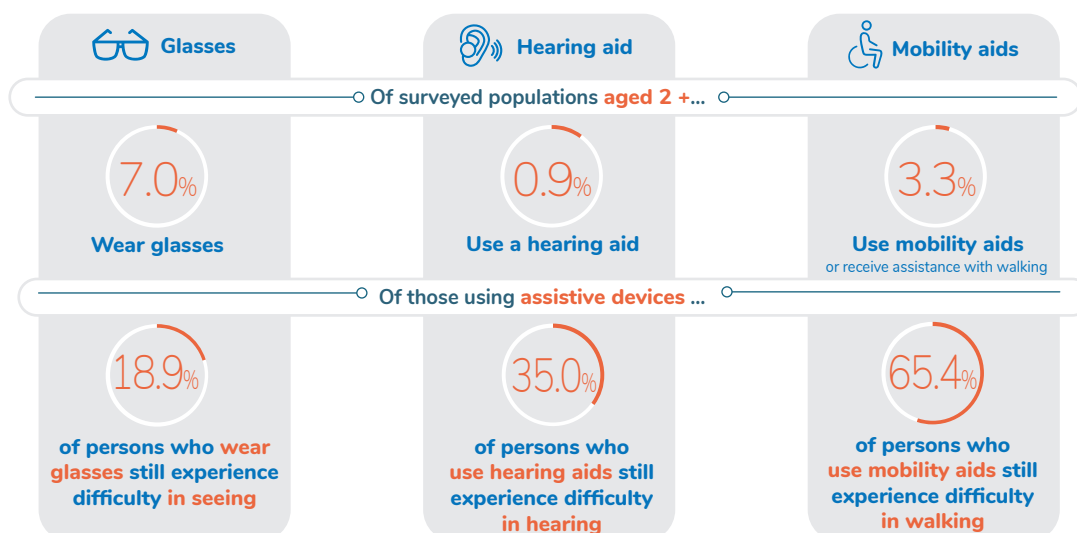 Glasses
Hearing aid
Mobility aids
Of surveyed populations aged 2 +...
7.0%
Wear glasses
0.9%
Use a hearing aid
3.3%
Use mobility aids
or receive assistance with walking
Of those using assistive devices ...
18.9%
of persons who wear
glasses still experience
difficulty in seeing
35.0%
of persons who
use hearing aids still
experience difficulty
in hearing
65.4%
of persons who
use mobility aids still
experience difficulty
in walking